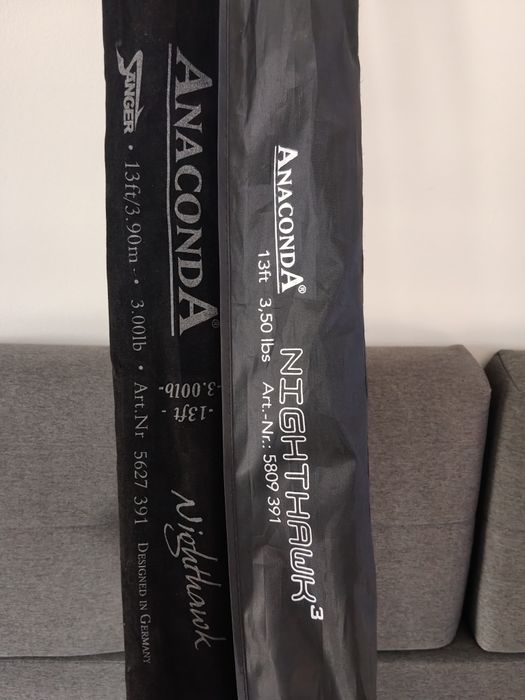 ANACONDA®
-13ft-
-3.00lb-
Nighthawk
SÄNGER • 13ft/3.90m - • 3.00lb • Art.Nr 5627 391 DESIGNED IN GERMANY
ANACONDA®
NIGHTHAWK³
13ft 3,50 lbs Art.-Nr.: 5809 391